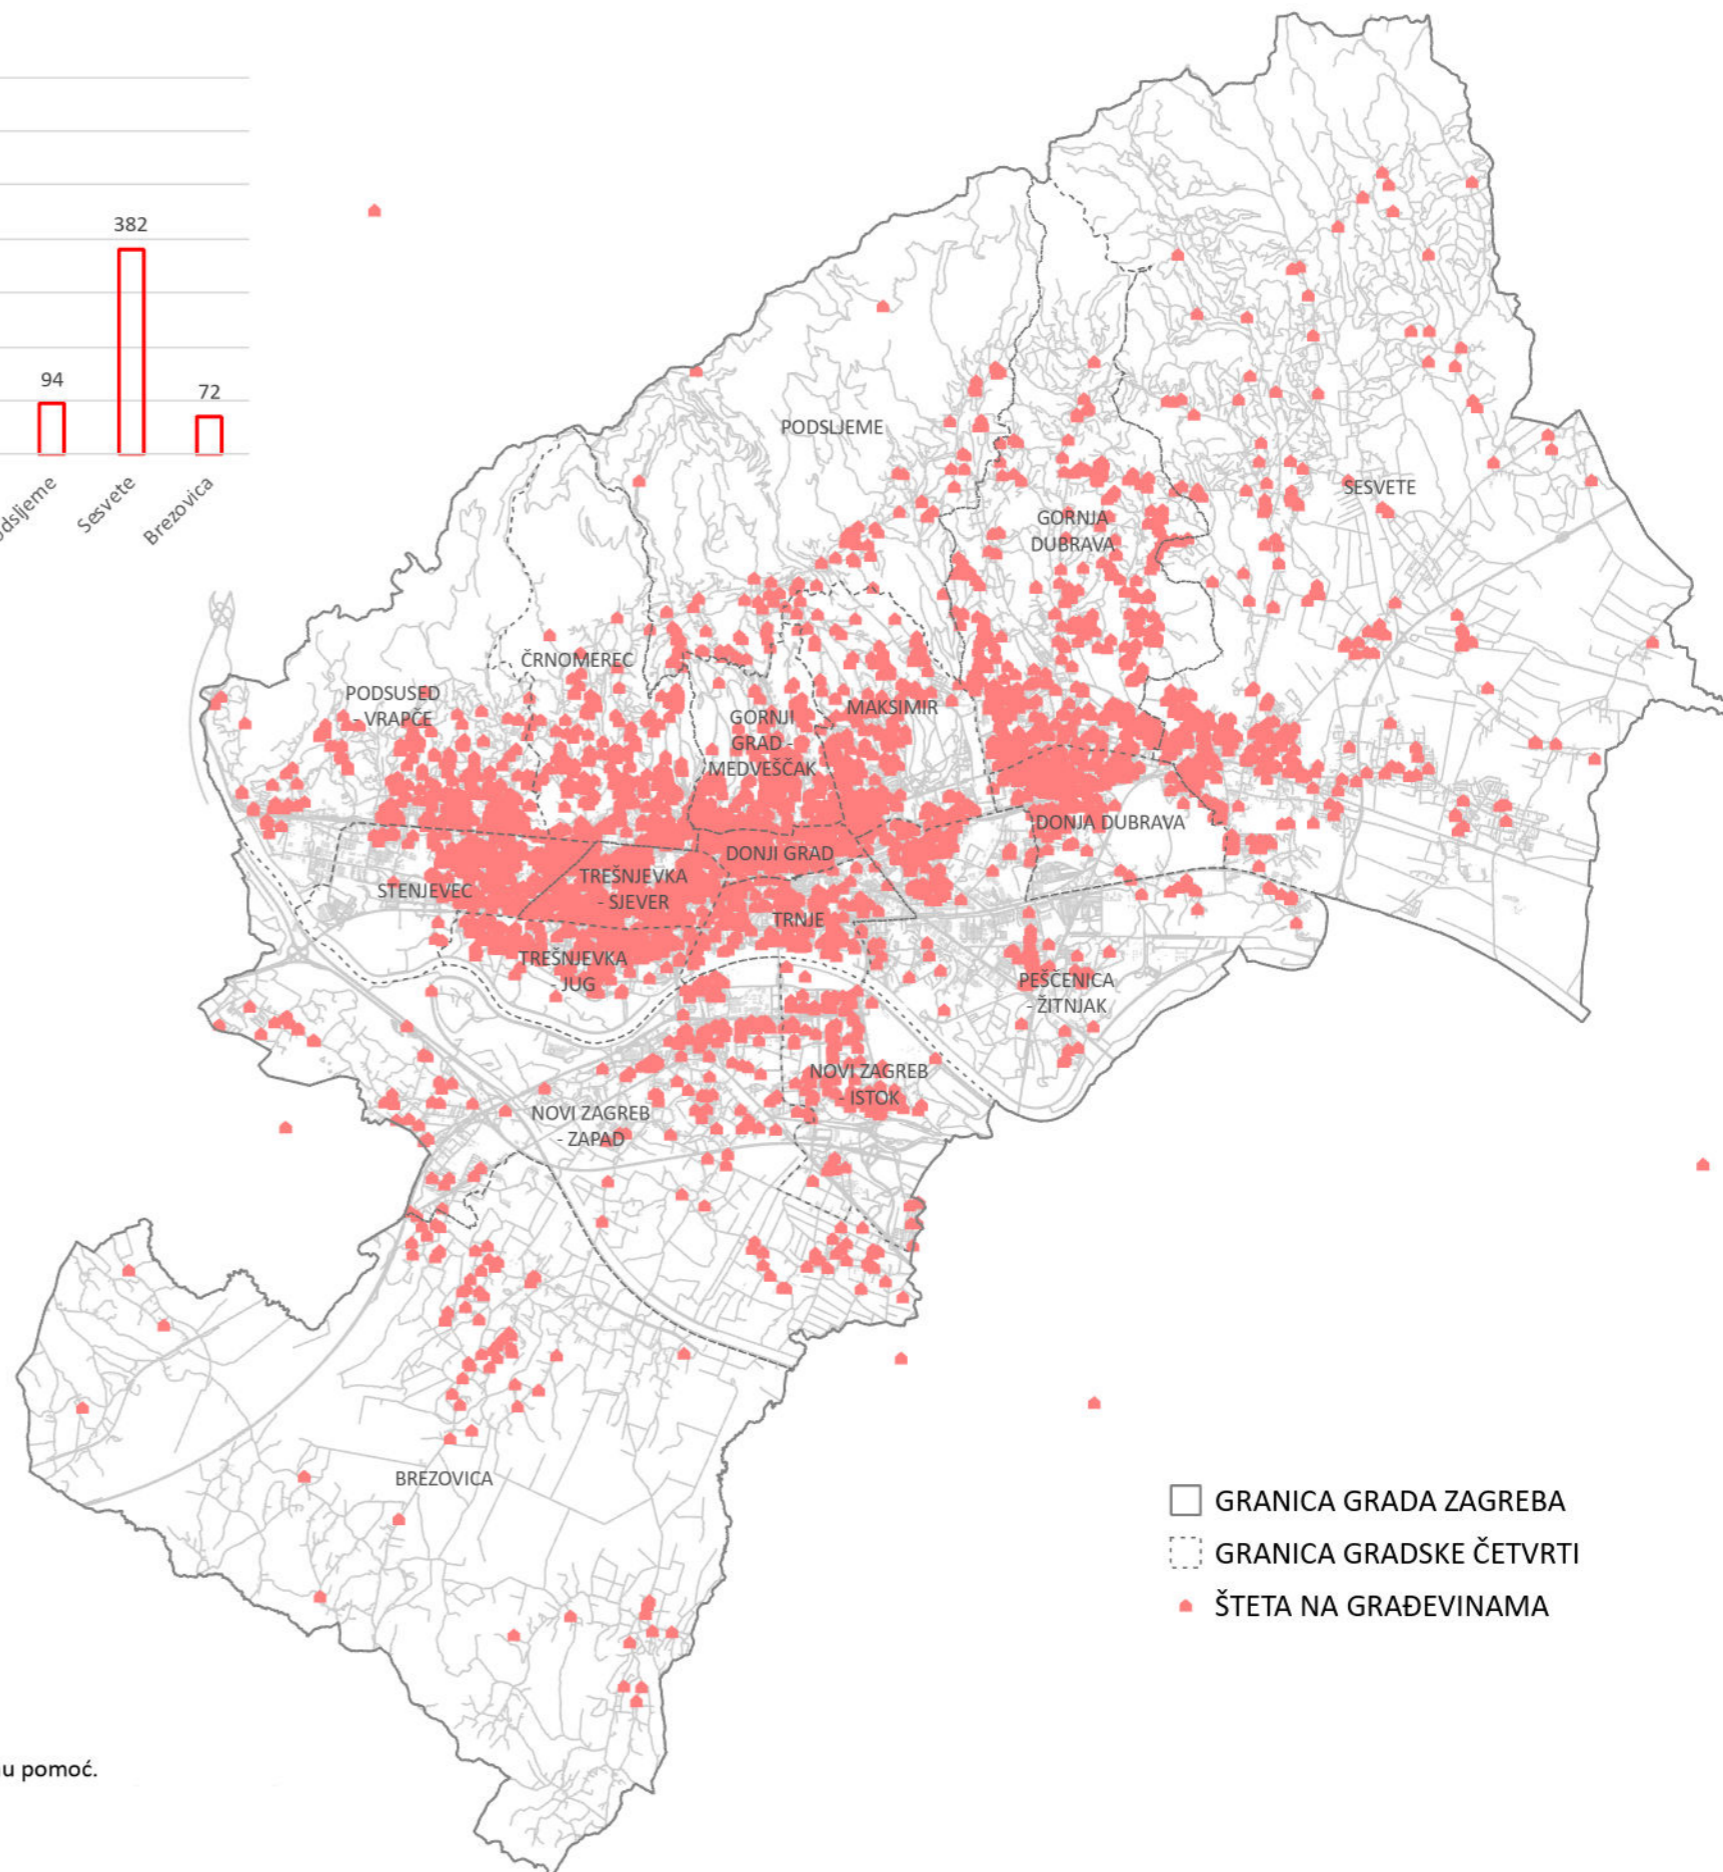 382
94
72
Sesvete
Brezovica
PODSLJEME
SESVETE
GORNJA
DUBRAVA
ČRNOMEREC
PODSUSED
- VRAPČE
GORNJI
GRAD -
MEDVEŠČAK
MAKSIMIR
DONJA DUBRAVA
DONJI GRAD
STENJEVEC
TREŠNJEVKA
- SJEVER
TRNJE
TREŠNJEVKA
- JUG
PEŠČENICA
- ŽITNJAK
NOVI ZAGREB
- ISTOK
NOVI ZAGREB
- ZAPAD
BREZOVICA
GRANICA GRADA ZAGREBA
GRANICA GRADSKE ČETVRTI
ŠTETA NA GRAĐEVINAMA
pomoć.